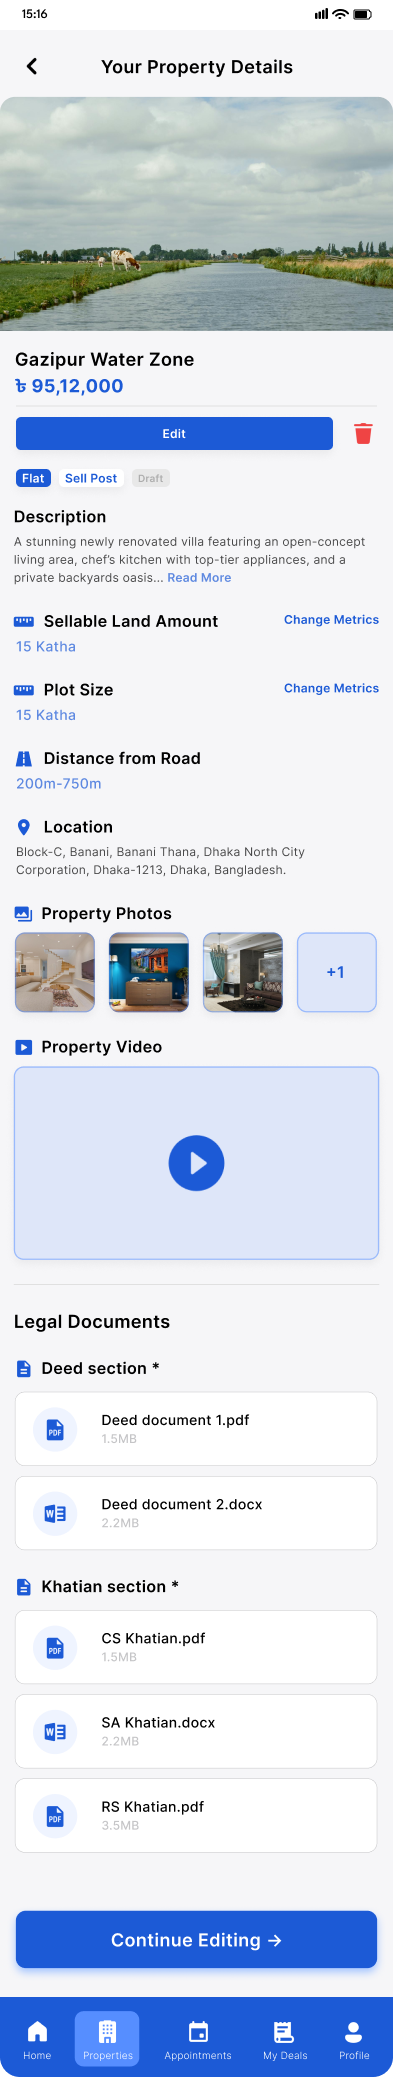 15:16
Your Property Details
Gazipur Water Zone
৳ 95,12,000
Edit
Flat Sell Post Draft
Description
A stunning newly renovated villa featuring an open-concept
living area, chef's kitchen with top-tier appliances, and a
private backyards oasis... Read More
Sellable Land Amount Change Metrics
15 Katha
Plot Size Change Metrics
15 Katha
Distance from Road
200m-750m
Location
Block-C, Banani, Banani Thana, Dhaka North City
Corporation, Dhaka-1213, Dhaka, Bangladesh.
Property Photos
+1
Property Video
Legal Documents
Deed section *
PDF Deed document 1.pdf
1.5MB
W Deed document 2.docx
2.2MB
Khatian section *
PDF CS Khatian.pdf
1.5MB
W SA Khatian.docx
2.2MB
PDF RS Khatian.pdf
3.5MB
Continue Editing →
Home Properties Appointments My Deals Profile